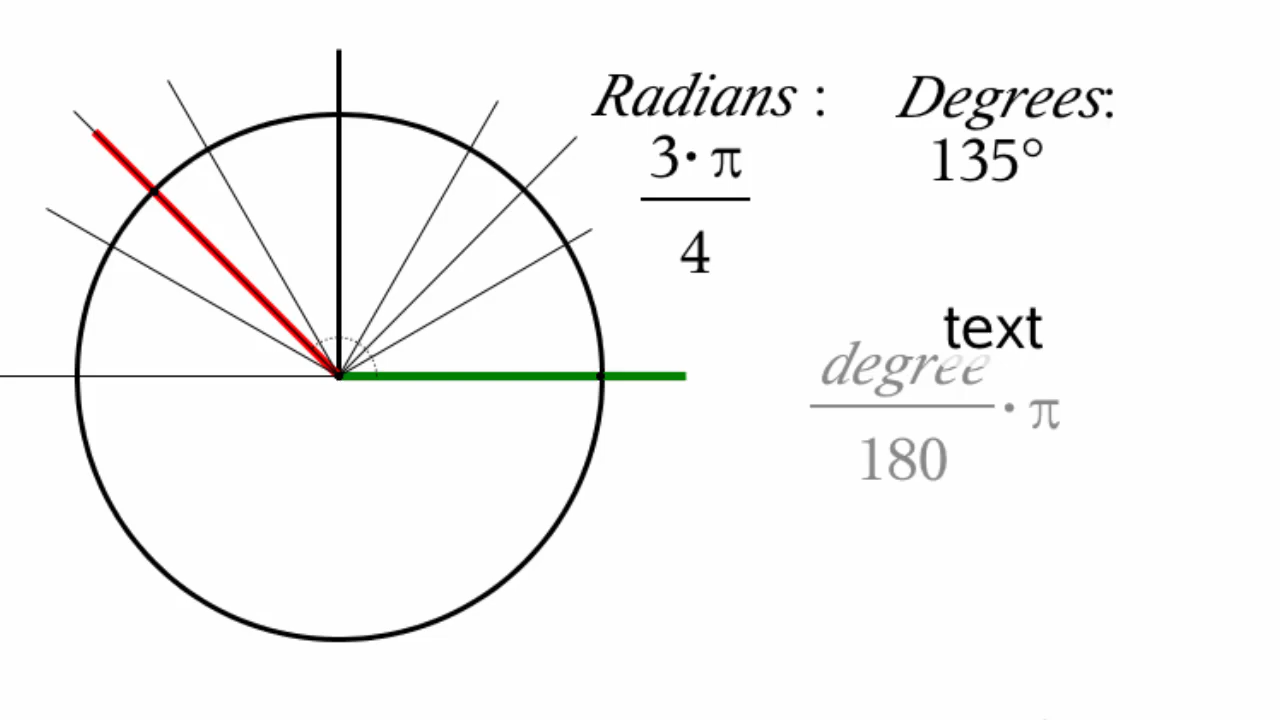 Radians : Degrees:
3· π 135°
4
text
degree
· π
180